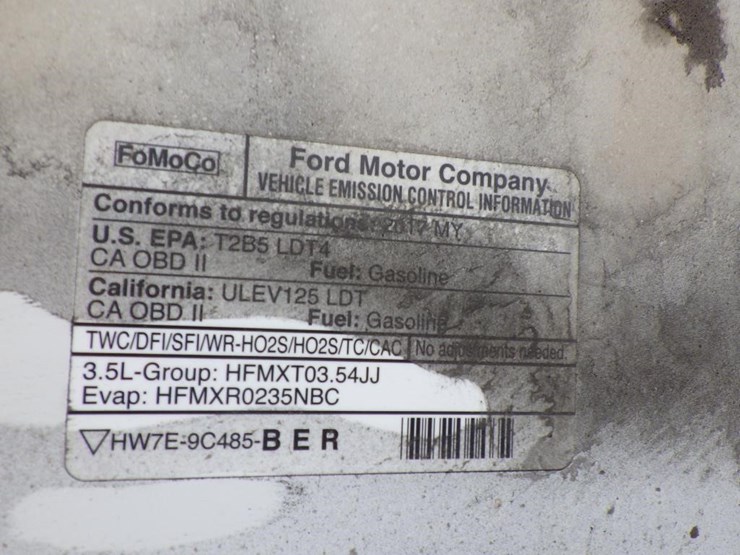 FoMoCo
Ford Motor Company
VEHICLE EMISSION CONTROL INFORMATION
Conforms to regulations: 2017 MY
U.S. EPA: T2B5 LDT4
CA OBD II Fuel: Gasoline
California: ULEV125 LDT
CA OBD II Fuel: Gasoline
TWC/DFI/SFI/WR-HO2S/HO2S/TC/CAC No adjustments needed.
3.5L-Group: HFMXT03.54JJ
Evap: HFMXR0235NBC
HW7E-9C485-B E R